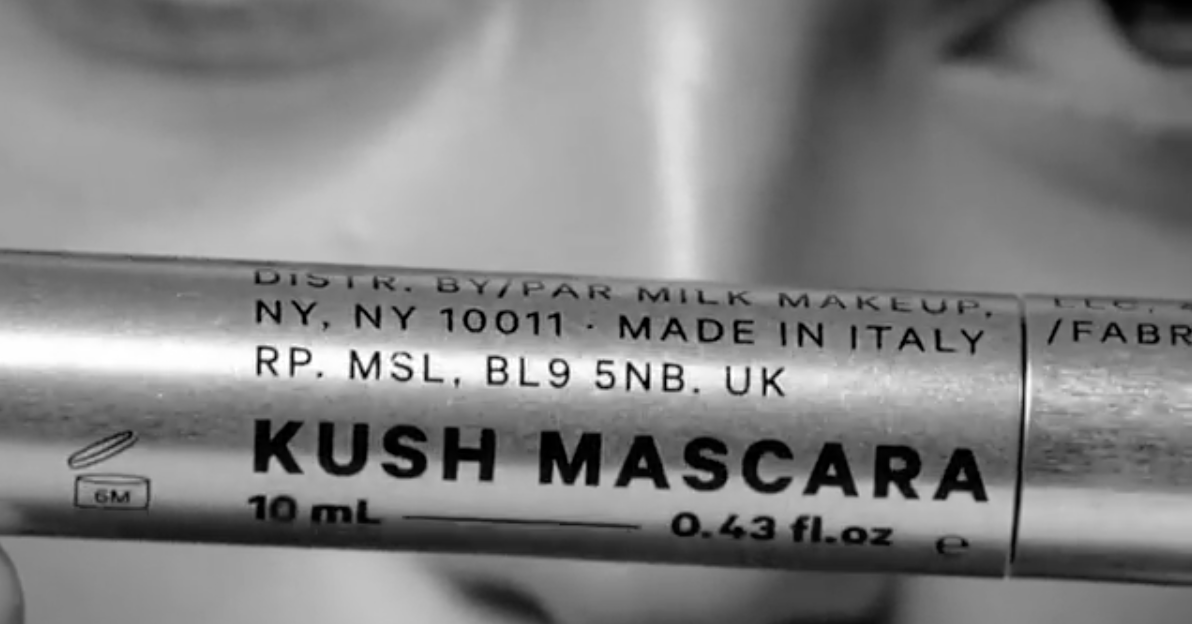 DISTR. BY/PAR MILK MAKEUP, LLC,
NY, NY 10011 · MADE IN ITALY /FABR
RP. MSL, BL9 5NB. UK
KUSH MASCARA
6M
10 mL 0.43 fl.oz ℮